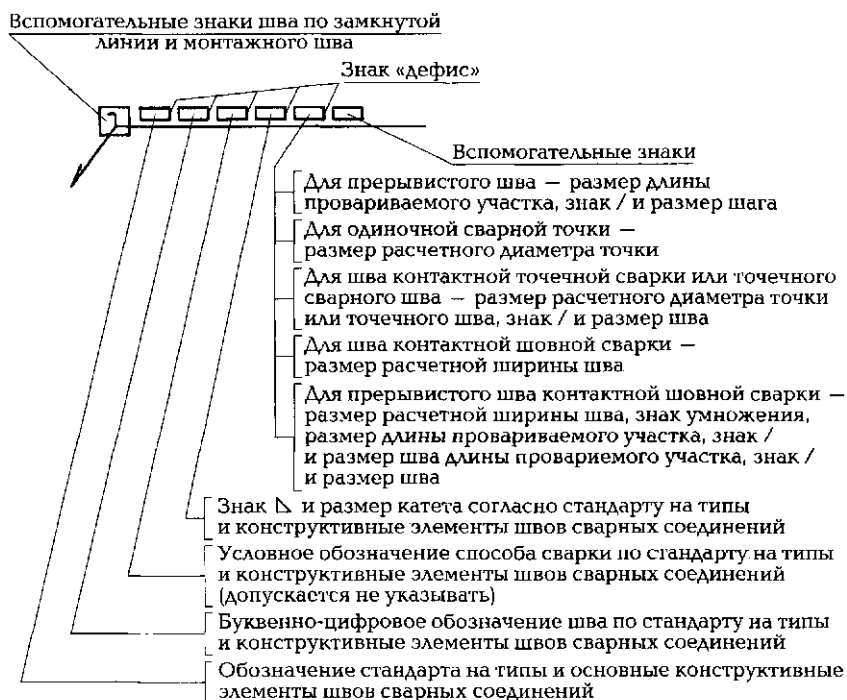 Вспомогательные знаки шва по замкнутой
линии и монтажного шва
Знак «дефис»
Вспомогательные знаки
Для прерывистого шва — размер длины
провариваемого участка, знак / и размер шага
Для одиночной сварной точки —
размер расчетного диаметра точки
Для шва контактной точечной сварки или точечного
сварного шва — размер расчетного диаметра точки
или точечного шва, знак / и размер шва
Для шва контактной шовной сварки —
размер расчетной ширины шва
Для прерывистого шва контактной шовной сварки —
размер расчетной ширины шва, знак умножения,
размер длины провариваемого участка, знак /
и размер шва длины провариемого участка, знак /
и размер шва
Знак ◺ и размер катета согласно стандарту на типы
и конструктивные элементы швов сварных соединений
Условное обозначение способа сварки по стандарту на типы
и конструктивные элементы швов сварных соединений
(допускается не указывать)
Буквенно-цифровое обозначение шва по стандарту на типы
и конструктивные элементы швов сварных соединений
Обозначение стандарта на типы и основные конструктивные
элементы швов сварных соединений